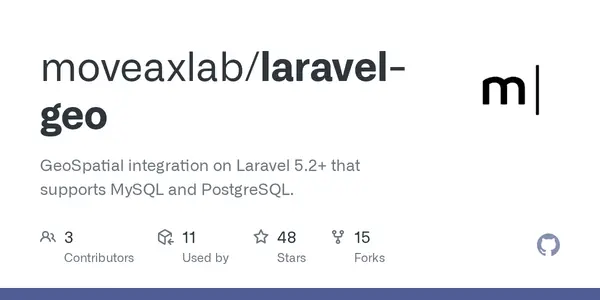 moveaxlab/laravel-
geo
m|
GeoSpatial integration on Laravel 5.2+ that
supports MySQL and PostgreSQL.
3 11 48 15
Contributors Used by Stars Forks